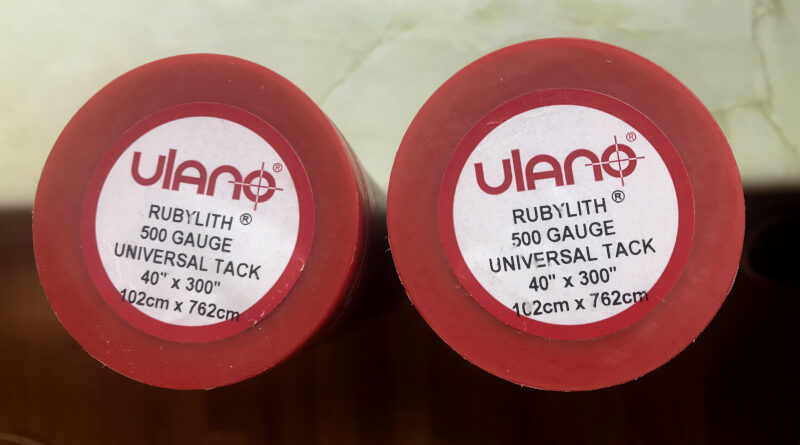 ulano®
RUBYLITH®
500 GAUGE
UNIVERSAL TACK
40" x 300"
102cm x 762cm
ulano®
RUBYLITH®
500 GAUGE
UNIVERSAL TACK
40" x 300"
102cm x 762cm